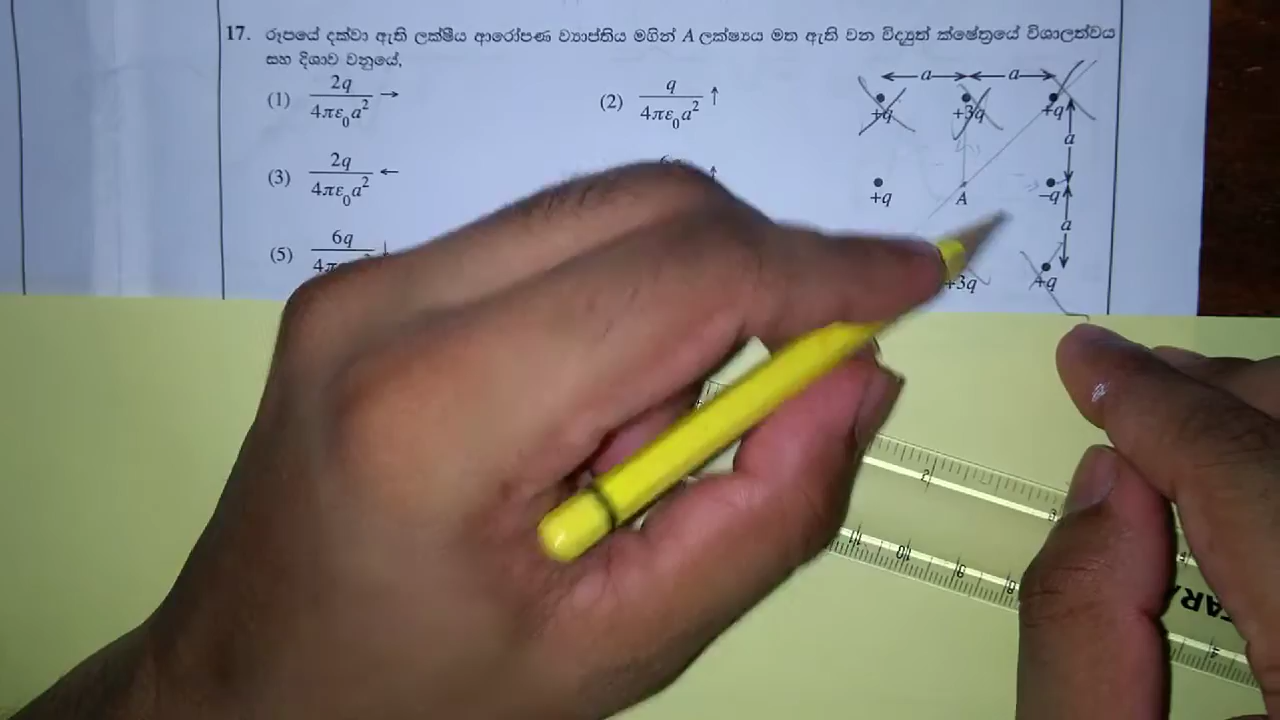 17. රූපයේ දක්වා ඇති ලක්ෂීය ආරෝපණ ව්‍යාප්තිය මගින් A ලක්ෂ්‍යය මත ඇති වන විද්‍යුත් ක්ෂේත්‍රයේ විශාලත්වය
සහ දිශාව වනුයේ,
(1) 2q / 4πε₀a² →
(2) q / 4πε₀a² ↑
(3) 2q / 4πε₀a² ←
(5) 6q
a a
+q +3q +q
a
+q A −q
a
+3q +q